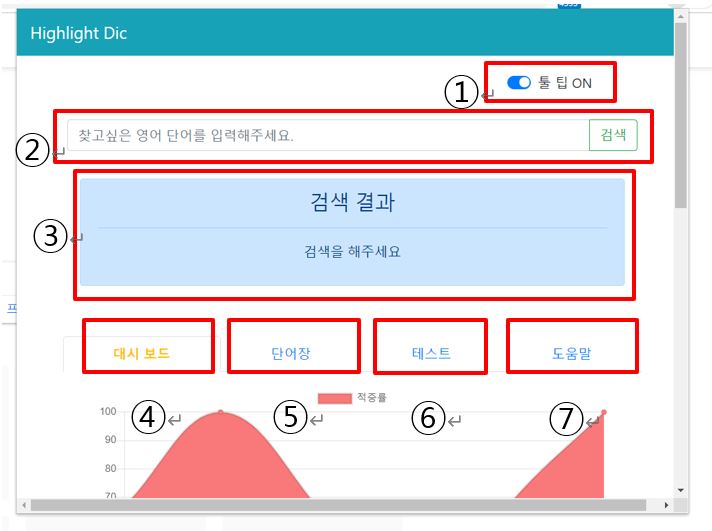 Highlight Dic
① 툴 팁 ON
② 찾고싶은 영어 단어를 입력해주세요. 검색
검색 결과
③ 검색을 해주세요
프
대시 보드 단어장 테스트 도움말
④ ⑤ ⑥ ⑦
적중률
100
90
80
70